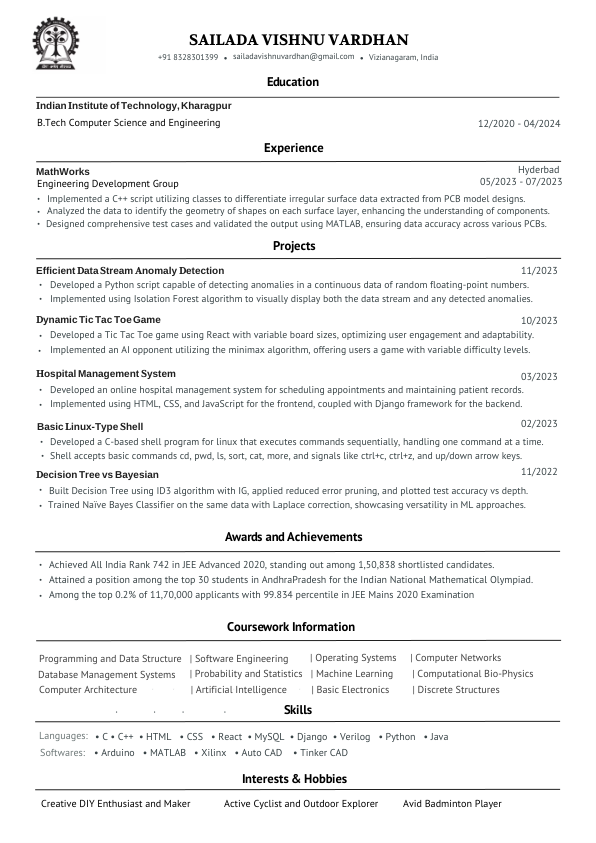 SAILADA VISHNU VARDHAN
+91 8328301399 • sailadavishnuvardhan@gmail.com • Vizianagaram, India
Education
Indian Institute of Technology, Kharagpur
B.Tech Computer Science and Engineering 12/2020 - 04/2024
Experience
MathWorks Hyderbad
Engineering Development Group 05/2023 - 07/2023
• Implemented a C++ script utilizing classes to differentiate irregular surface data extracted from PCB model designs.
• Analyzed the data to identify the geometry of shapes on each surface layer, enhancing the understanding of components.
• Designed comprehensive test cases and validated the output using MATLAB, ensuring data accuracy across various PCBs.
Projects
Efficient Data Stream Anomaly Detection 11/2023
• Developed a Python script capable of detecting anomalies in a continuous data of random floating-point numbers.
• Implemented using Isolation Forest algorithm to visually display both the data stream and any detected anomalies.
Dynamic Tic Tac Toe Game 10/2023
• Developed a Tic Tac Toe game using React with variable board sizes, optimizing user engagement and adaptability.
• Implemented an AI opponent utilizing the minimax algorithm, offering users a game with variable difficulty levels.
Hospital Management System 03/2023
• Developed an online hospital management system for scheduling appointments and maintaining patient records.
• Implemented using HTML, CSS, and JavaScript for the frontend, coupled with Django framework for the backend.
Basic Linux-Type Shell 02/2023
• Developed a C-based shell program for linux that executes commands sequentially, handling one command at a time.
• Shell accepts basic commands cd, pwd, ls, sort, cat, more, and signals like ctrl+c, ctrl+z, and up/down arrow keys.
Decision Tree vs Bayesian 11/2022
• Built Decision Tree using ID3 algorithm with IG, applied reduced error pruning, and plotted test accuracy vs depth.
• Trained Naïve Bayes Classifier on the same data with Laplace correction, showcasing versatility in ML approaches.
Awards and Achievements
• Achieved All India Rank 742 in JEE Advanced 2020, standing out among 1,50,838 shortlisted candidates.
• Attained a position among the top 30 students in AndhraPradesh for the Indian National Mathematical Olympiad.
• Among the top 0.2% of 11,70,000 applicants with 99.834 percentile in JEE Mains 2020 Examination
Coursework Information
Programming and Data Structure | Software Engineering | Operating Systems | Computer Networks
Database Management Systems | Probability and Statistics | Machine Learning | Computational Bio-Physics
Computer Architecture | Artificial Intelligence | Basic Electronics | Discrete Structures
Skills
Languages: • C • C++ • HTML • CSS • React • MySQL • Django • Verilog • Python • Java
Softwares: • Arduino • MATLAB • Xilinx • Auto CAD • Tinker CAD
Interests & Hobbies
Creative DIY Enthusiast and Maker Active Cyclist and Outdoor Explorer Avid Badminton Player